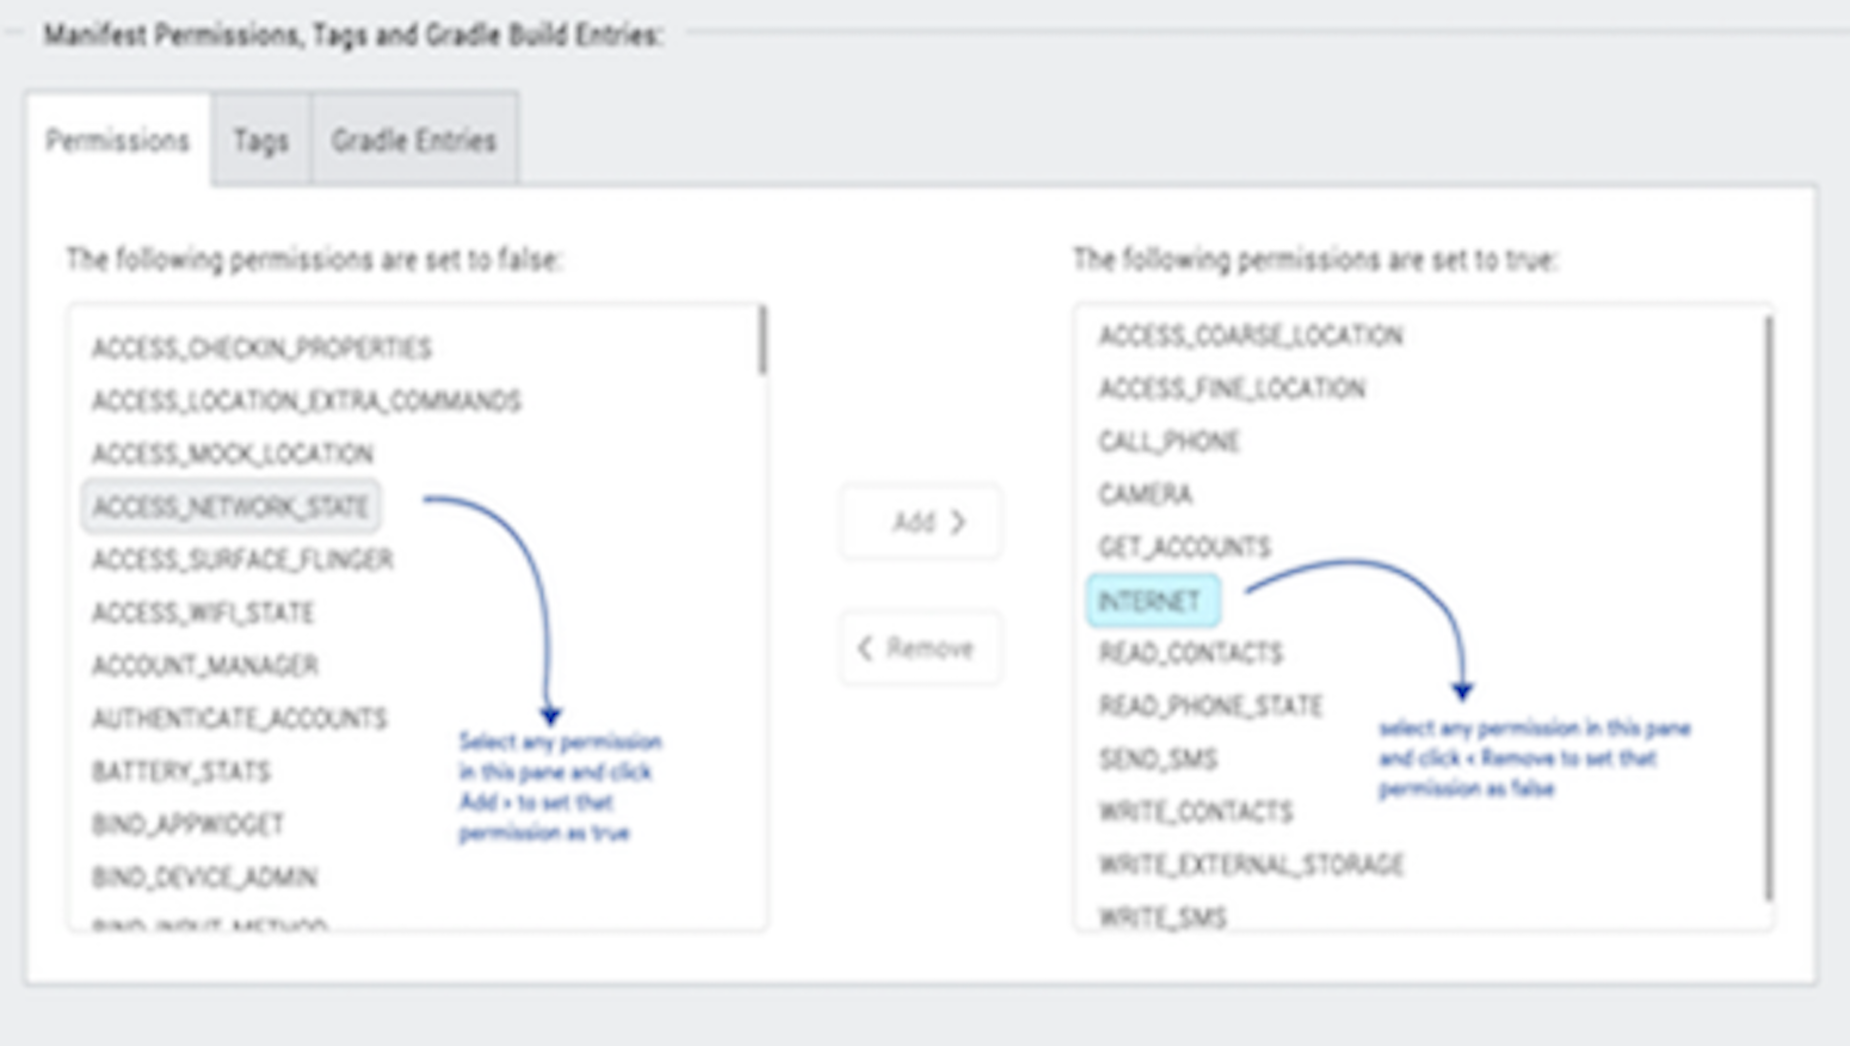 Manifest Permissions, Tags and Gradle Build Entries:
Permissions
Tags
Gradle Entries
The following permissions are set to false:
ACCESS_CHECKIN_PROPERTIES
ACCESS_LOCATION_EXTRA_COMMANDS
ACCESS_MOCK_LOCATION
ACCESS_NETWORK_STATE
ACCESS_SURFACE_FLINGER
ACCESS_WIFI_STATE
ACCOUNT_MANAGER
AUTHENTICATE_ACCOUNTS
BATTERY_STATS
BIND_APPWIDGET
BIND_DEVICE_ADMIN
BIND_INPUT_METHOD
Select any permission
in this pane and click
Add > to set that
permission as true
Add >
< Remove
The following permissions are set to true:
ACCESS_COARSE_LOCATION
ACCESS_FINE_LOCATION
CALL_PHONE
CAMERA
GET_ACCOUNTS
INTERNET
READ_CONTACTS
READ_PHONE_STATE
SEND_SMS
WRITE_CONTACTS
WRITE_EXTERNAL_STORAGE
WRITE_SMS
select any permission in this pane
and click < Remove to set that
permission as false